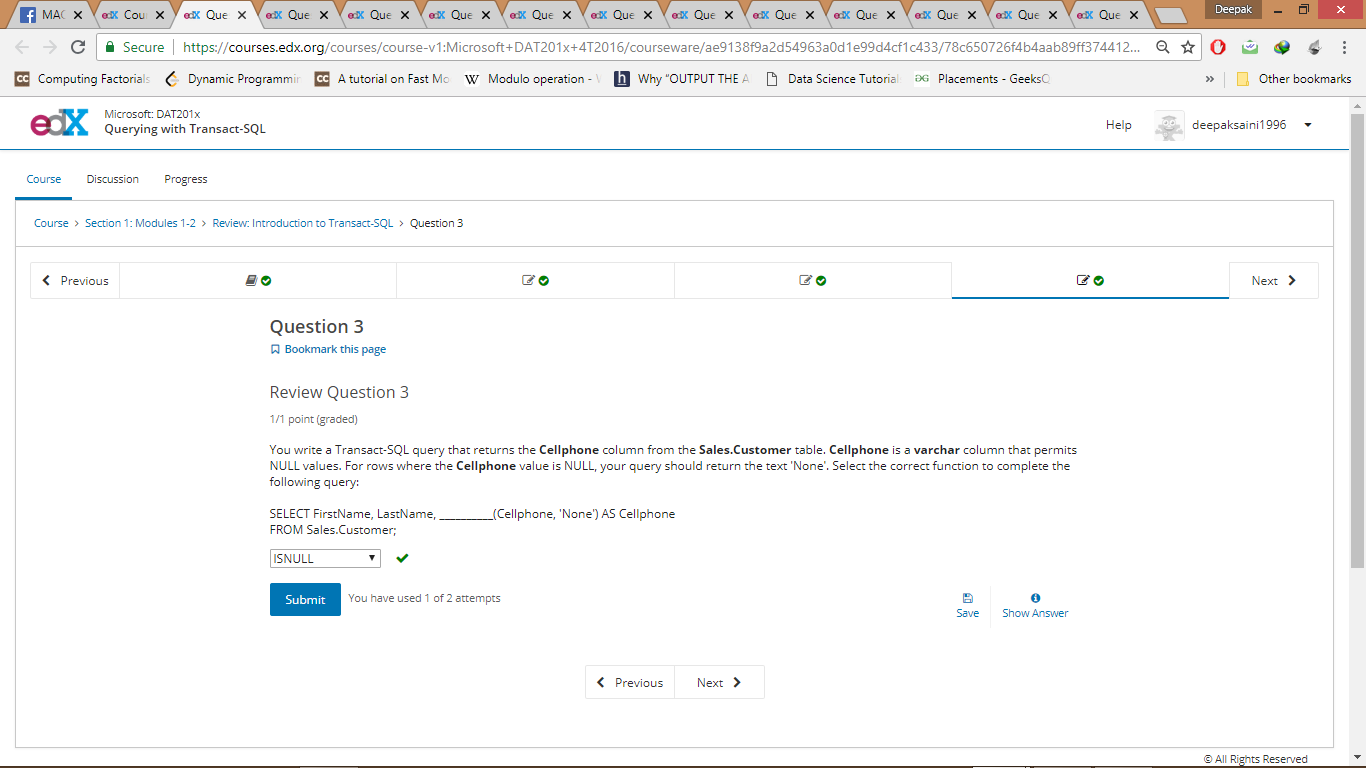 MAC
Cou
Que
Que
Que
Que
Que
Que
Que
Que
Que
Que
Que
Que
Deepak
Secure
https://courses.edx.org/courses/course-v1:Microsoft+DAT201x+4T2016/courseware/ae9138f9a2d54963a0d1e99d4cf1c433/78c650726f4b4aab89ff374412...
CC Computing Factorials
Dynamic Programmin
CC A tutorial on Fast Mo
W Modulo operation -
h Why "OUTPUT THE A
Data Science Tutorial
Placements - GeeksG
»
Other bookmarks
edX
Microsoft: DAT201x
Querying with Transact-SQL
Help
deepaksaini1996
Course Discussion Progress
Course > Section 1: Modules 1-2 > Review: Introduction to Transact-SQL > Question 3
Previous
Next
Question 3
Bookmark this page
Review Question 3
1/1 point (graded)
You write a Transact-SQL query that returns the Cellphone column from the Sales.Customer table. Cellphone is a varchar column that permits
NULL values. For rows where the Cellphone value is NULL, your query should return the text 'None'. Select the correct function to complete the
following query:
SELECT FirstName, LastName, __________(Cellphone, 'None') AS Cellphone
FROM Sales.Customer;
ISNULL
Submit
You have used 1 of 2 attempts
Save
Show Answer
Previous
Next
© All Rights Reserved